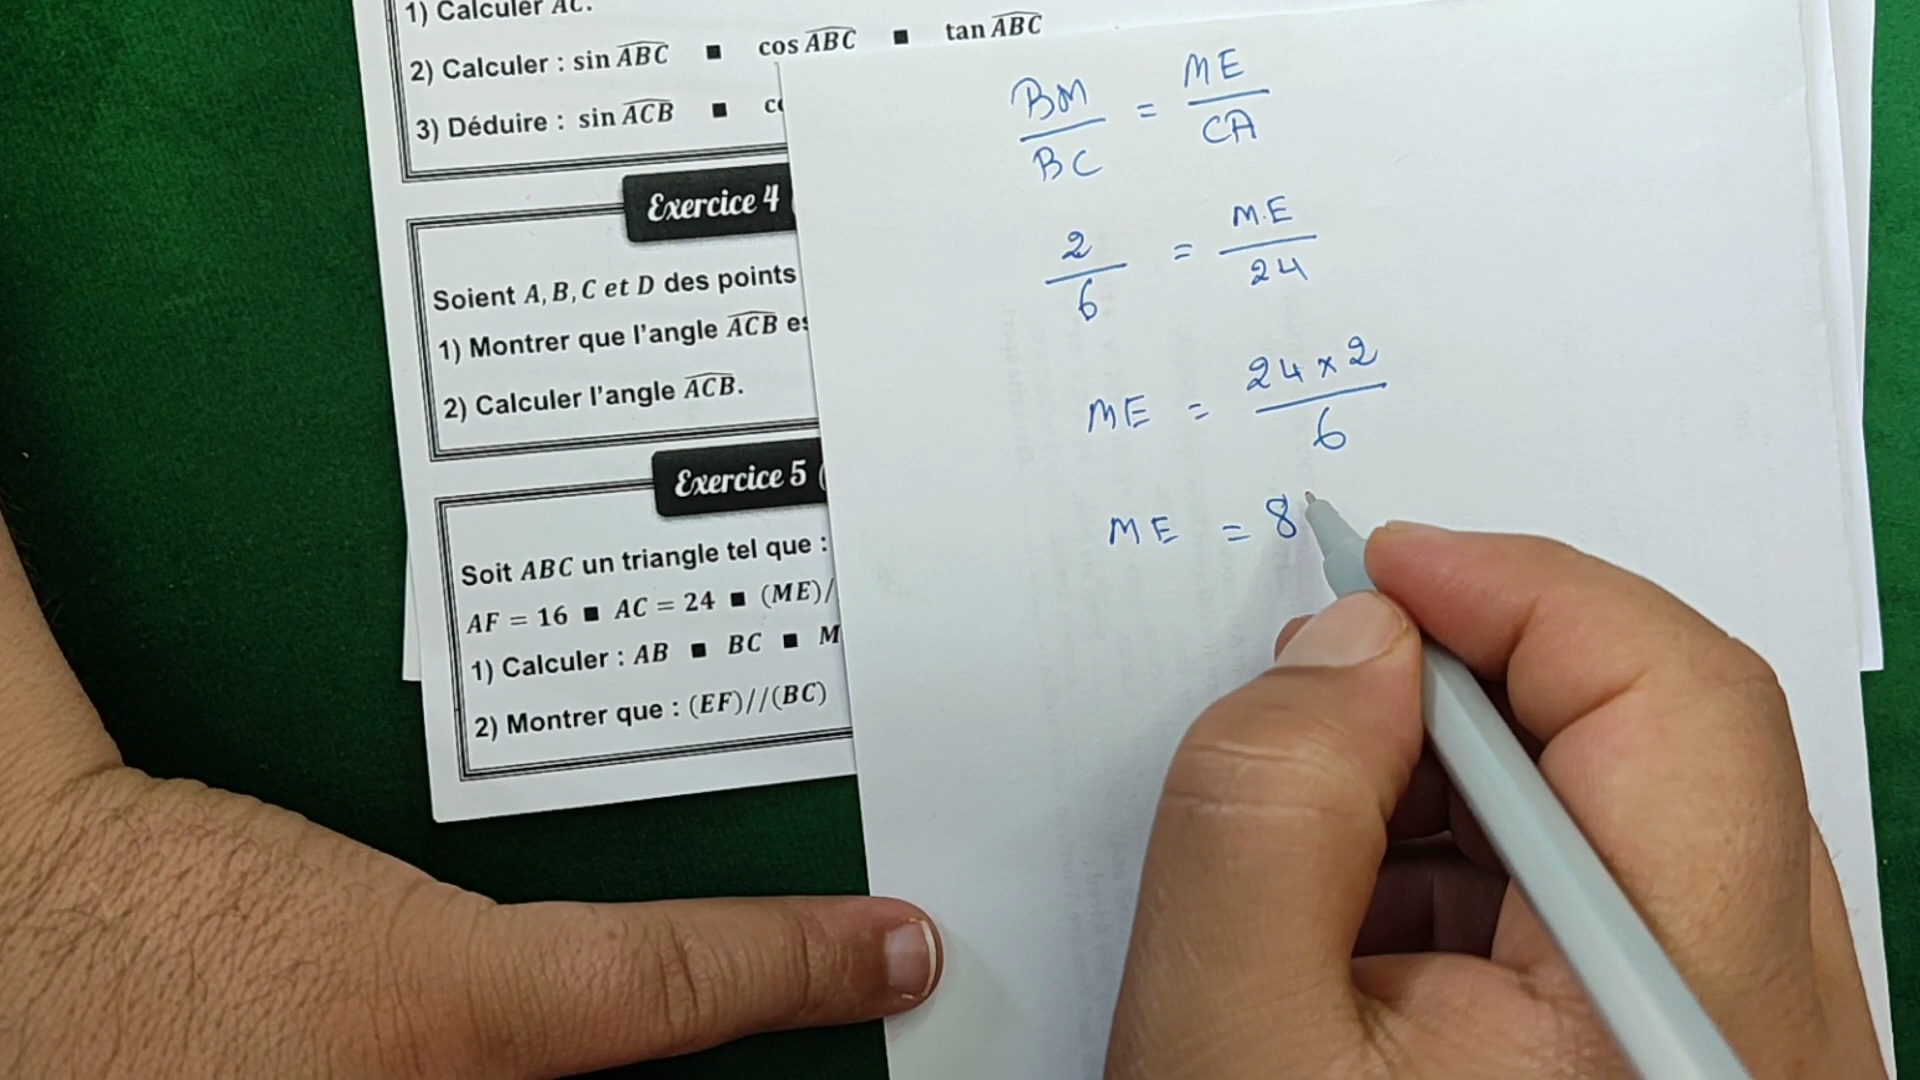 1) Calculer AC.
2) Calculer : sin ABC ■ cos ABC ■ tan ABC
3) Déduire : sin ACB ■
Exercice 4
Soient A, B, C et D des points
1) Montrer que l'angle ACB
2) Calculer l'angle ACB.
Exercice 5
Soit ABC un triangle tel que :
AF = 16 ■ AC = 24 ■ (ME)/
1) Calculer : AB ■ BC ■ M
2) Montrer que : (EF)//(BC)
BM/BC = ME/CA
2/6 = M.E/24
ME = 24 × 2/6
ME = 8